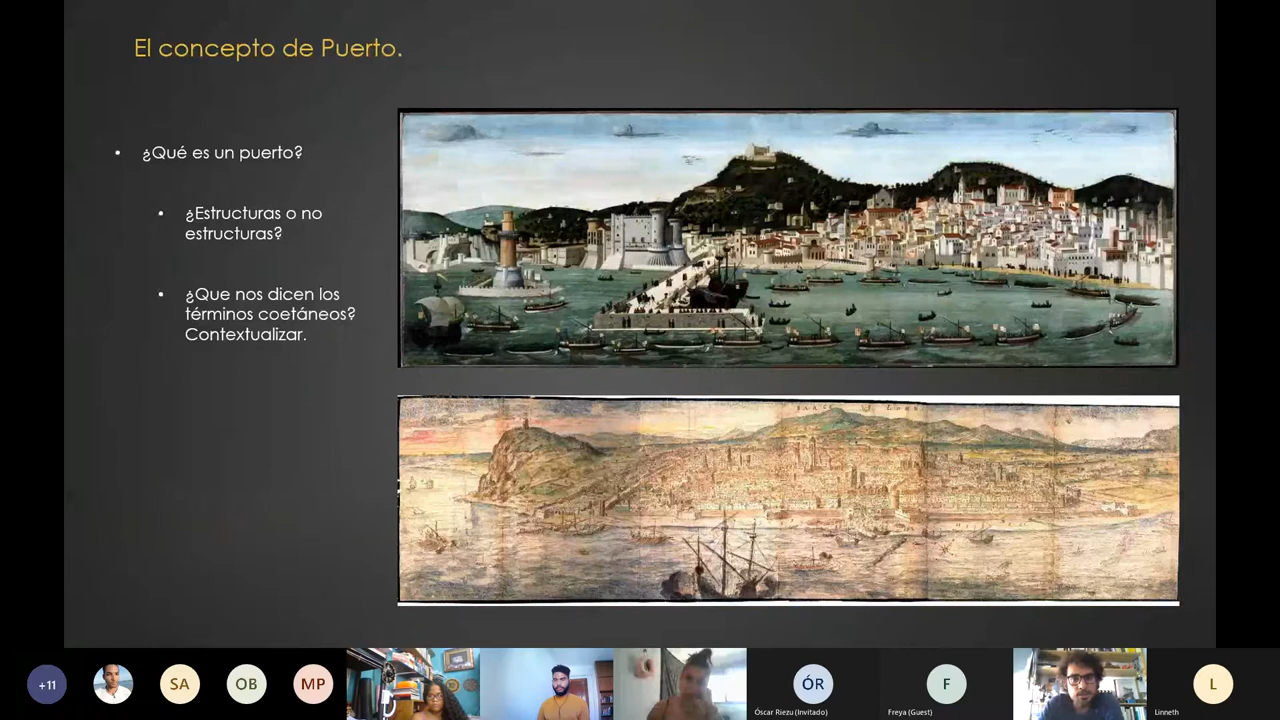 El concepto de Puerto.
• ¿Qué es un puerto?
• ¿Estructuras o no
estructuras?
• ¿Que nos dicen los
términos coetáneos?
Contextualizar.
+11
SA
OB
MP
ÓR
Óscar Riezu (Invitado)
F
Freya (Guest)
L
Linneth